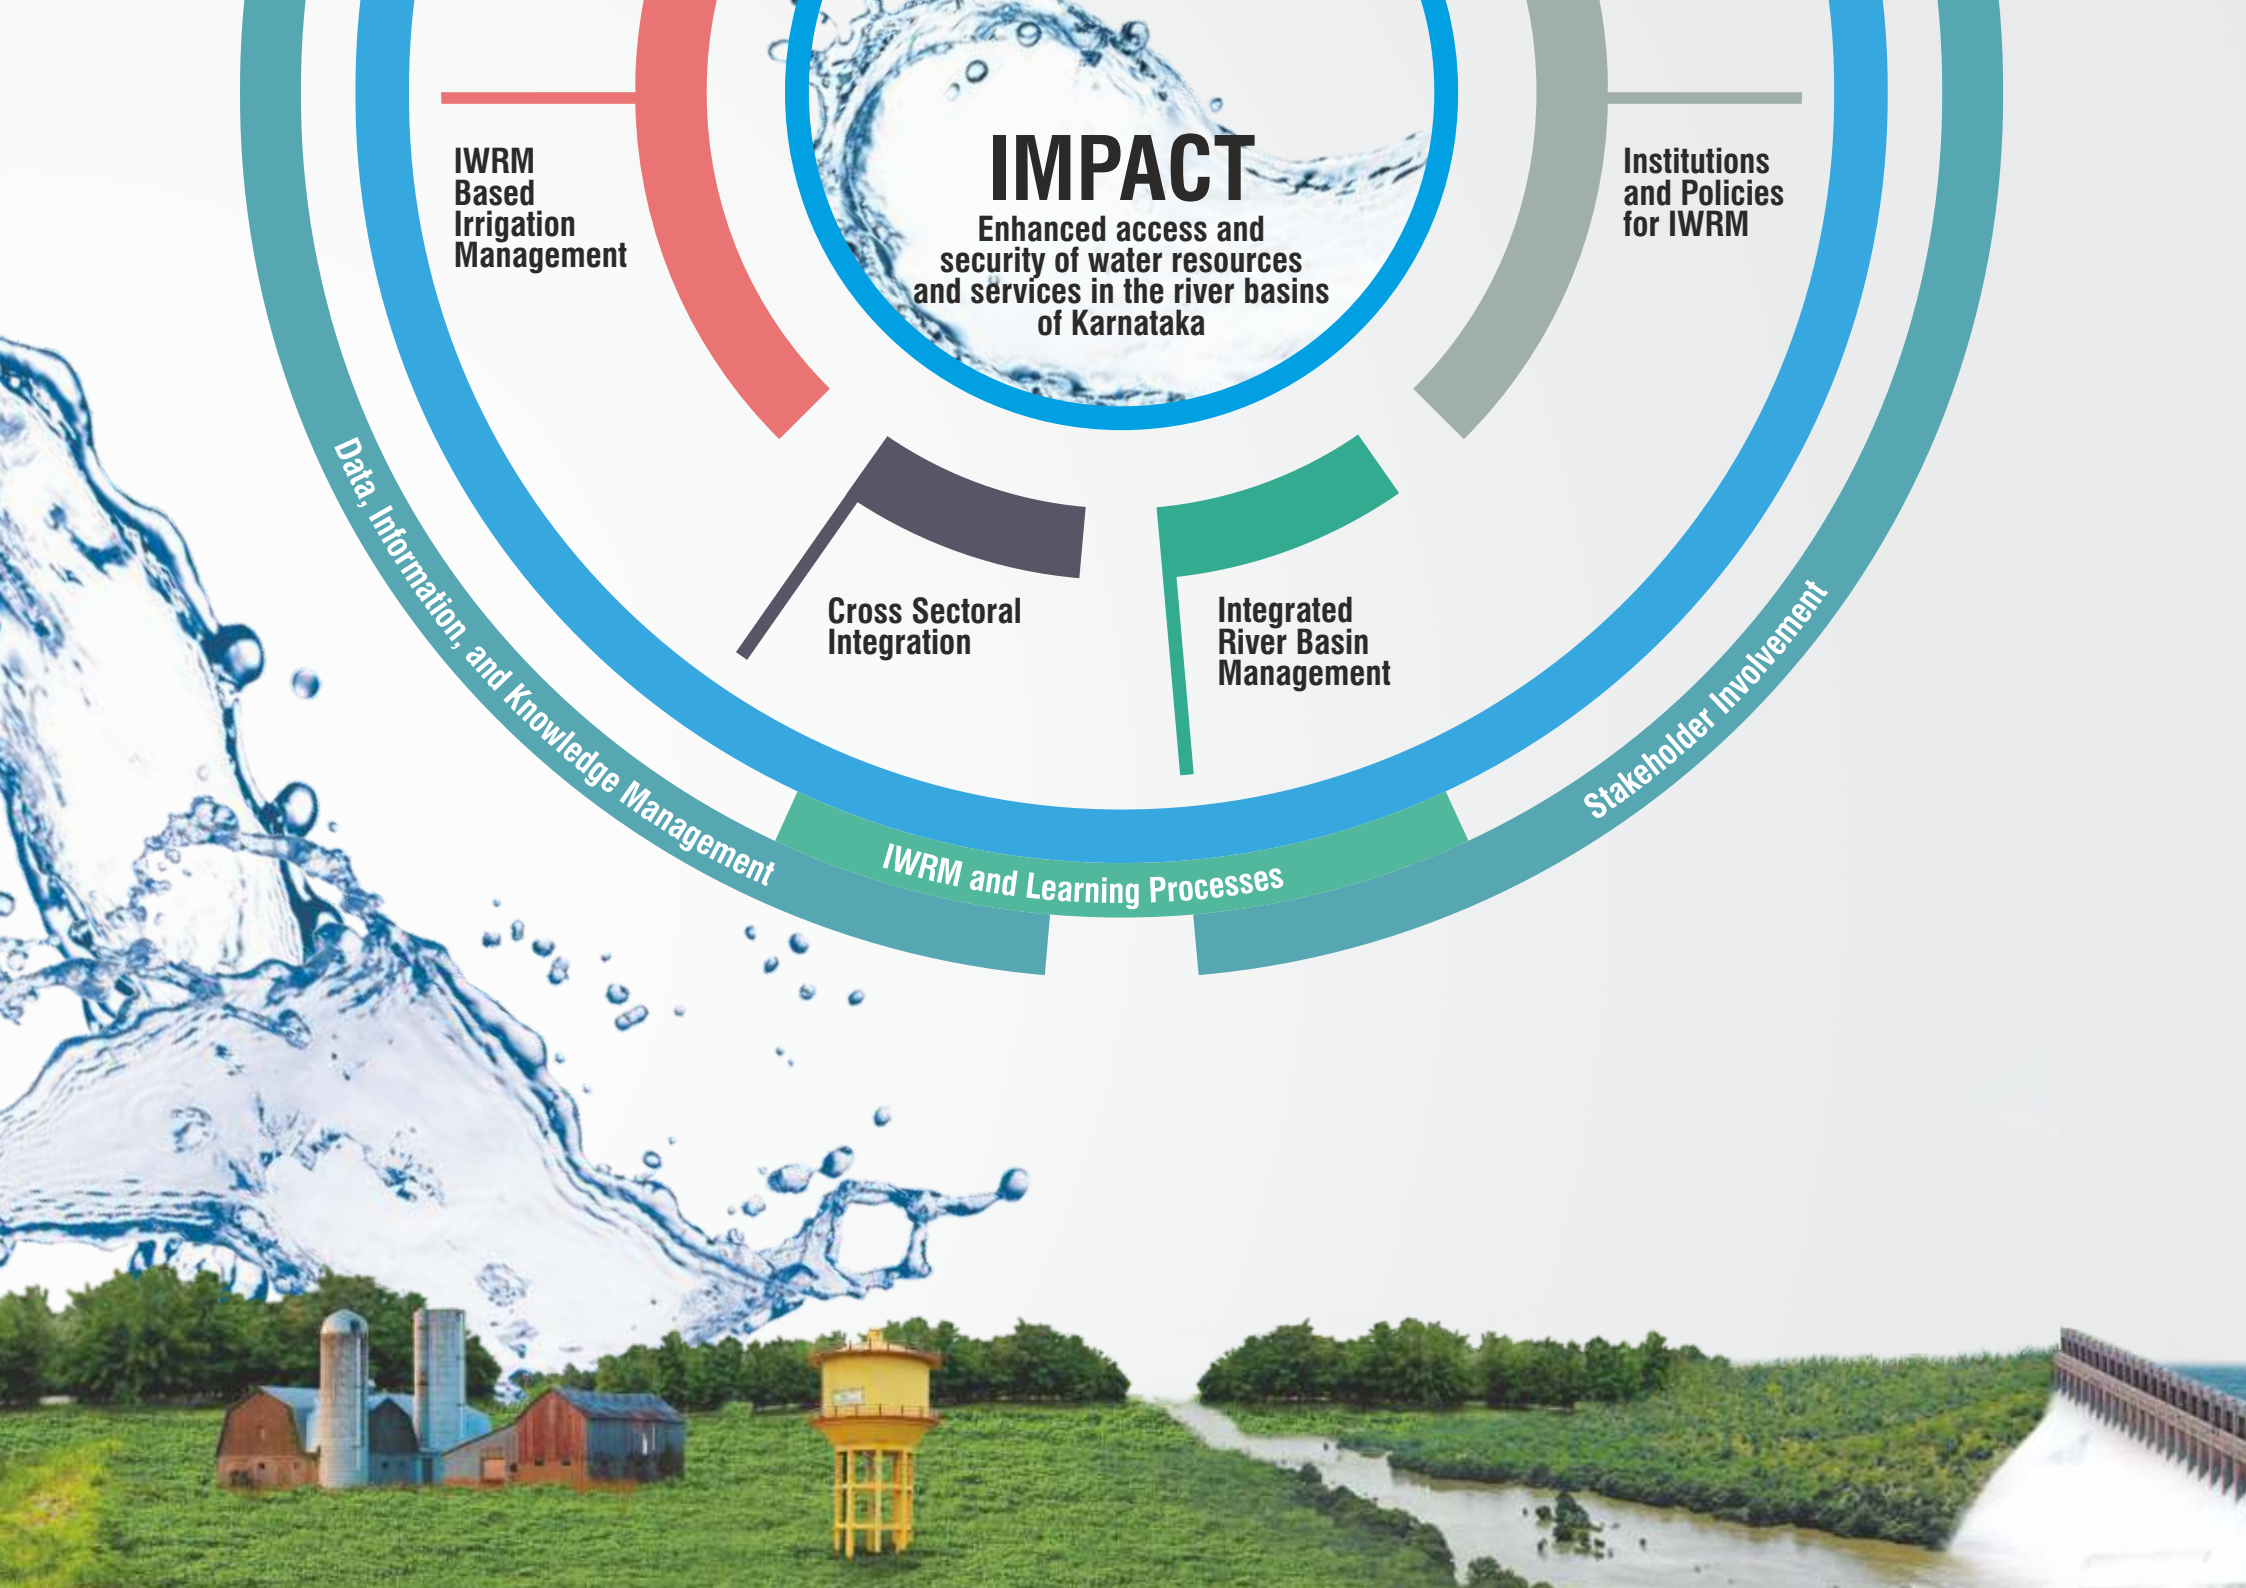 IMPACT
Enhanced access and
security of water resources
and services in the river basins
of Karnataka
IWRM
Based
Irrigation
Management
Institutions
and Policies
for IWRM
Cross Sectoral
Integration
Integrated
River Basin
Management
Data, Information, and Knowledge Management
IWRM and Learning Processes
Stakeholder Involvement